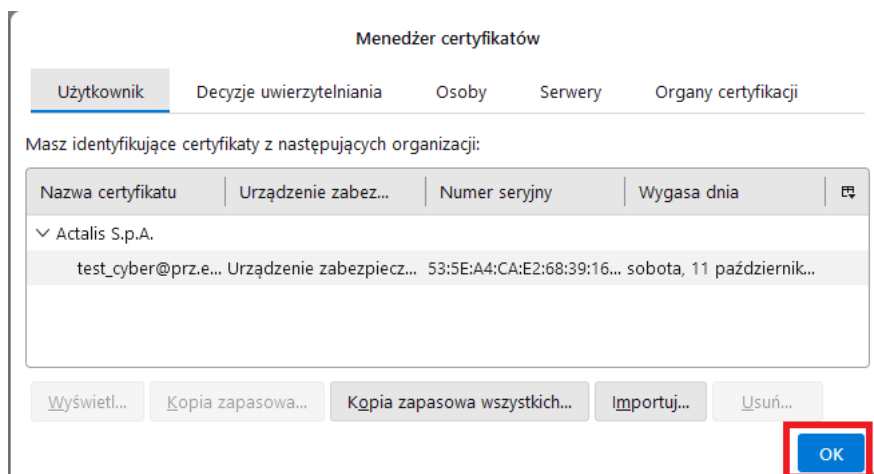 Menedżer certyfikatów
Użytkownik Decyzje uwierzytelniania Osoby Serwery Organy certyfikacji
Masz identyfikujące certyfikaty z następujących organizacji:
Nazwa certyfikatu Urządzenie zabez... Numer seryjny Wygasa dnia
Actalis S.p.A.
test_cyber@prz.e... Urządzenie zabezpiecz... 53:5E:A4:CA:E2:68:39:16... sobota, 11 październik...
Wyświetl... Kopia zapasowa... Kopia zapasowa wszystkich... Importuj... Usuń...
OK